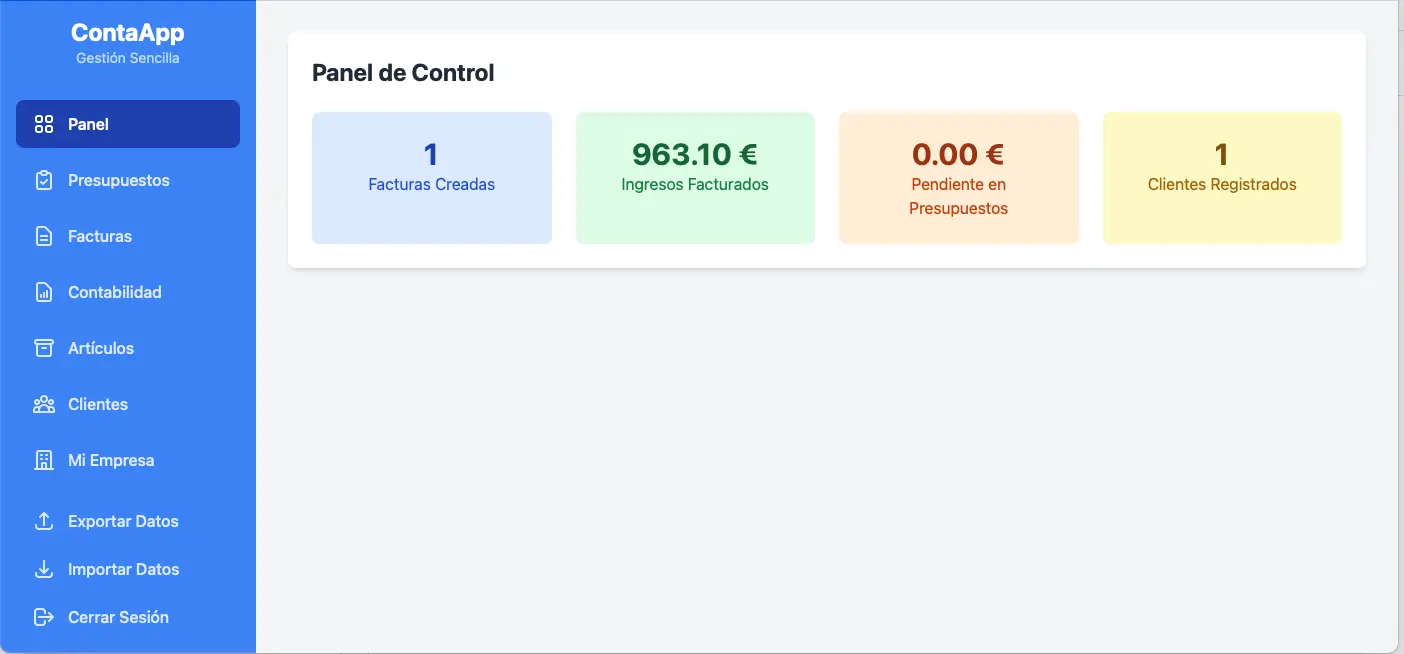 ContaApp
Gestión Sencilla
Panel
Presupuestos
Facturas
Contabilidad
Artículos
Clientes
Mi Empresa
Exportar Datos
Importar Datos
Cerrar Sesión
Panel de Control
1
Facturas Creadas
963.10 €
Ingresos Facturados
0.00 €
Pendiente en
Presupuestos
1
Clientes Registrados